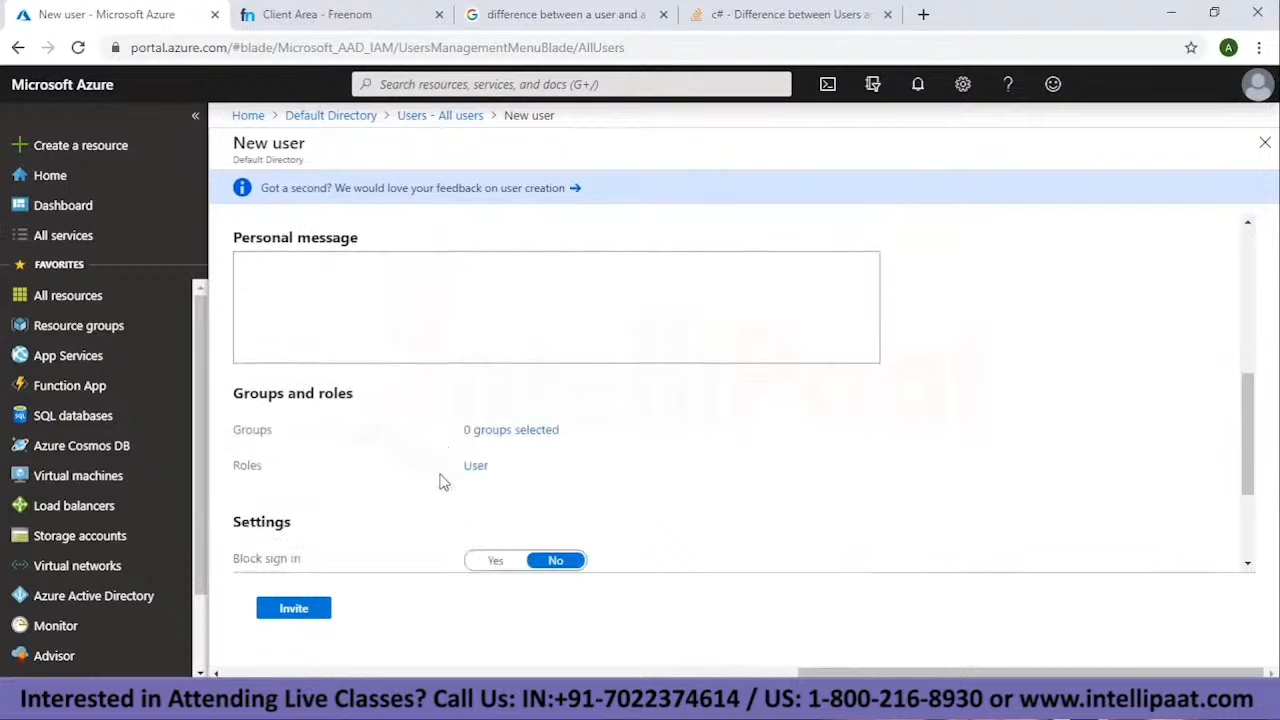 New user - Microsoft Azure
Client Area - Freenom
difference between a user and a
c# - Difference between Users a
portal.azure.com/#blade/Microsoft_AAD_IAM/UsersManagementMenuBlade/AllUsers
A
Microsoft Azure
Search resources, services, and docs (G+/)
Create a resource
Home
Dashboard
All services
FAVORITES
All resources
Resource groups
App Services
Function App
SQL databases
Azure Cosmos DB
Virtual machines
Load balancers
Storage accounts
Virtual networks
Azure Active Directory
Monitor
Advisor
Home > Default Directory > Users - All users > New user
New user
Default Directory
Got a second? We would love your feedback on user creation →
Personal message
Groups and roles
Groups 0 groups selected
Roles User
Settings
Block sign in Yes No
Invite
Interested in Attending Live Classes? Call Us: IN:+91-7022374614 / US: 1-800-216-8930 or www.intellipaat.com